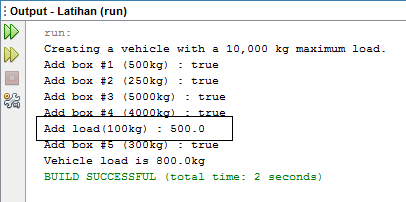 Output - Latihan (run)
run:
Creating a vehicle with a 10,000 kg maximum load.
Add box #1 (500kg) : true
Add box #2 (250kg) : true
Add box #3 (5000kg) : true
Add box #4 (4000kg) : true
Add load(100kg) : 500.0
Add box #5 (300kg) : true
Vehicle load is 800.0kg
BUILD SUCCESSFUL (total time: 2 seconds)